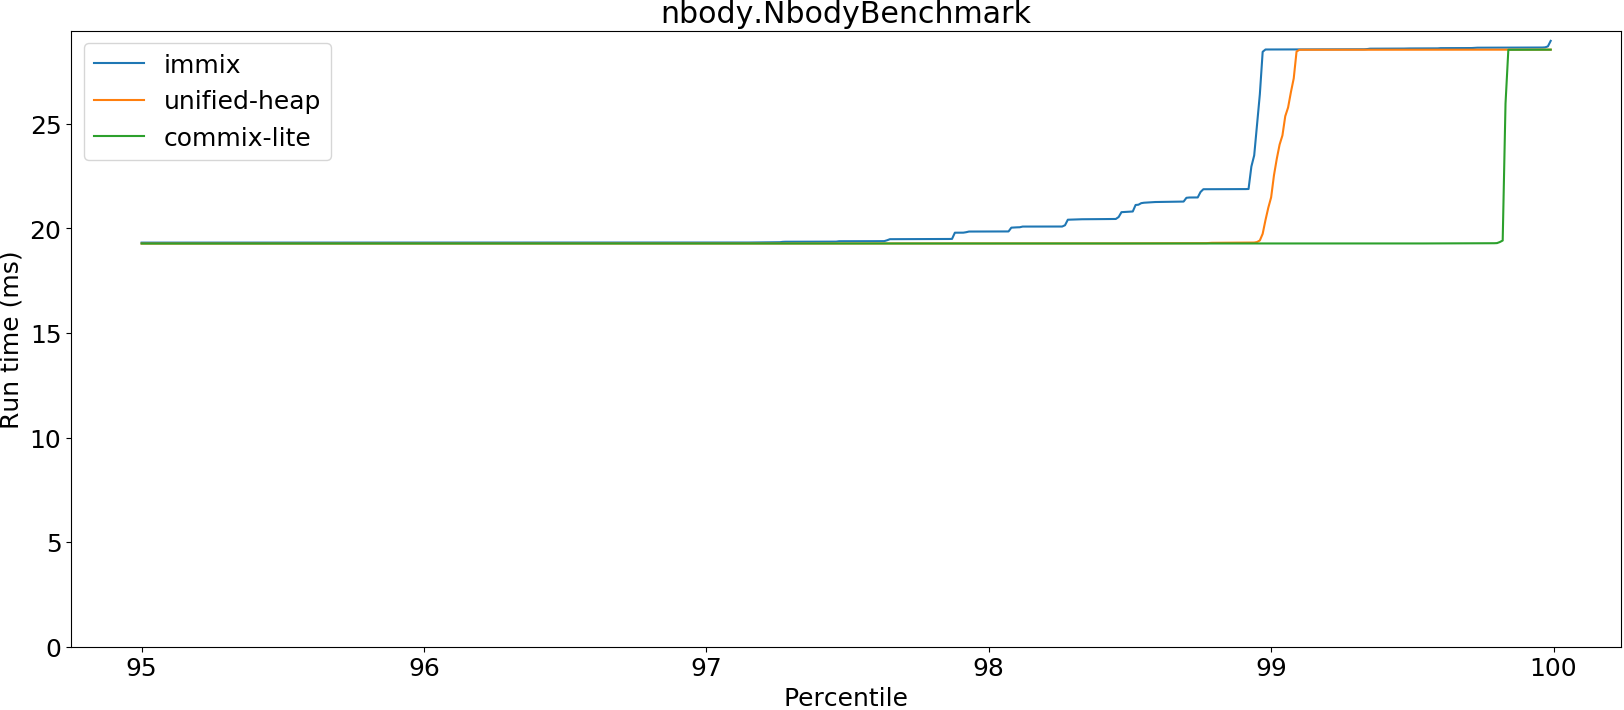 nbody.NbodyBenchmark
immix
unified-heap
commix-lite
Run time (ms)
25
20
15
10
5
0
95 96 97 98 99 100
Percentile